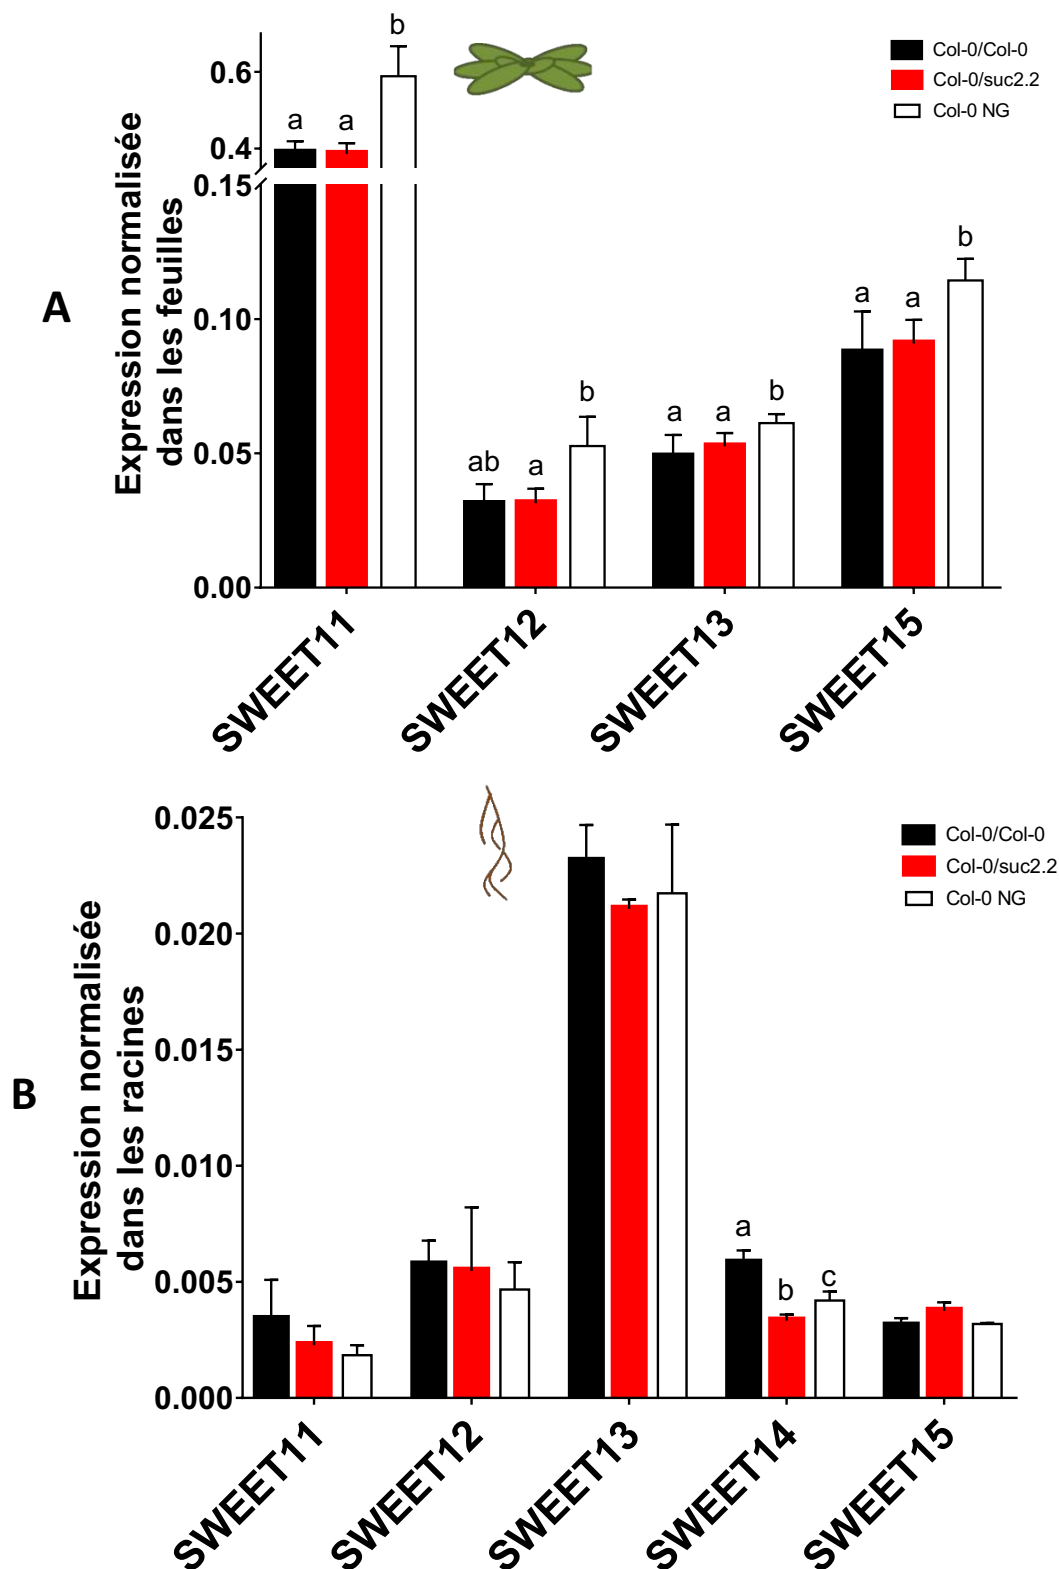 A
Expression normalisée
dans les feuilles
0.6
0.4
0.15
0.10
0.05
0.00
a
a
b
ab
a
b
a
a
b
a
a
b
Col-0/Col-0
Col-0/suc2.2
Col-0 NG
SWEET11
SWEET12
SWEET13
SWEET15
B
Expression normalisée
dans les racines
0.025
0.020
0.015
0.010
0.005
0.000
a
b
c
Col-0/Col-0
Col-0/suc2.2
Col-0 NG
SWEET11
SWEET12
SWEET13
SWEET14
SWEET15